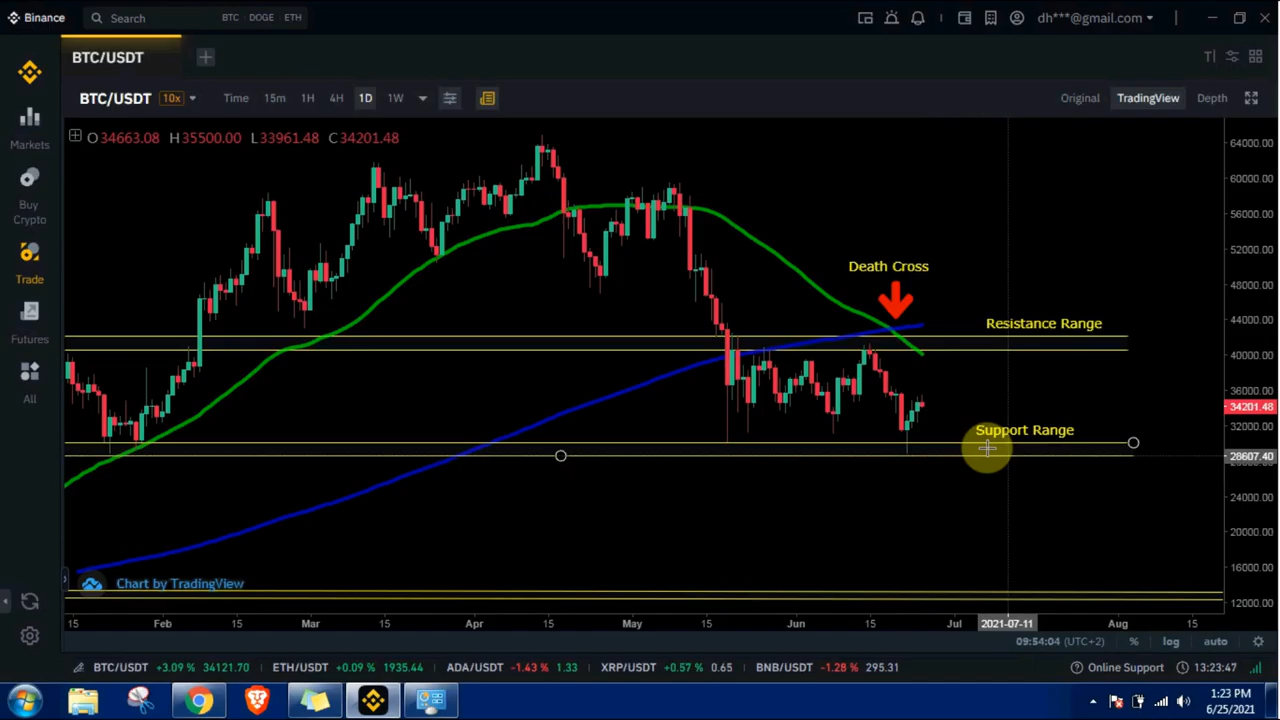 Binance
Search
BTC DOGE ETH
dh***@gmail.com
BTC/USDT
BTC/USDT 10x Time 15m 1H 4H 1D 1W Original TradingView Depth
O34663.08 H35500.00 L33961.48 C34201.48
Markets
Buy
Crypto
Trade
Futures
All
64000.00
60000.00
56000.00
52000.00
48000.00
44000.00
40000.00
36000.00
34201.48
32000.00
28607.40
24000.00
20000.00
16000.00
12000.00
Death Cross
Resistance Range
Support Range
Chart by TradingView
15 Feb 15 Mar 15 Apr 15 May 15 Jun 15 Jul 2021-07-11 Aug 15
09:54:04 (UTC+2) % log auto
BTC/USDT +3.09 % 34121.70 ETH/USDT +0.09 % 1935.44 ADA/USDT -1.43 % 1.33 XRP/USDT +0.57 % 0.65 BNB/USDT -1.28 % 295.31 Online Support 13:23:47
1:23 PM
6/25/2021